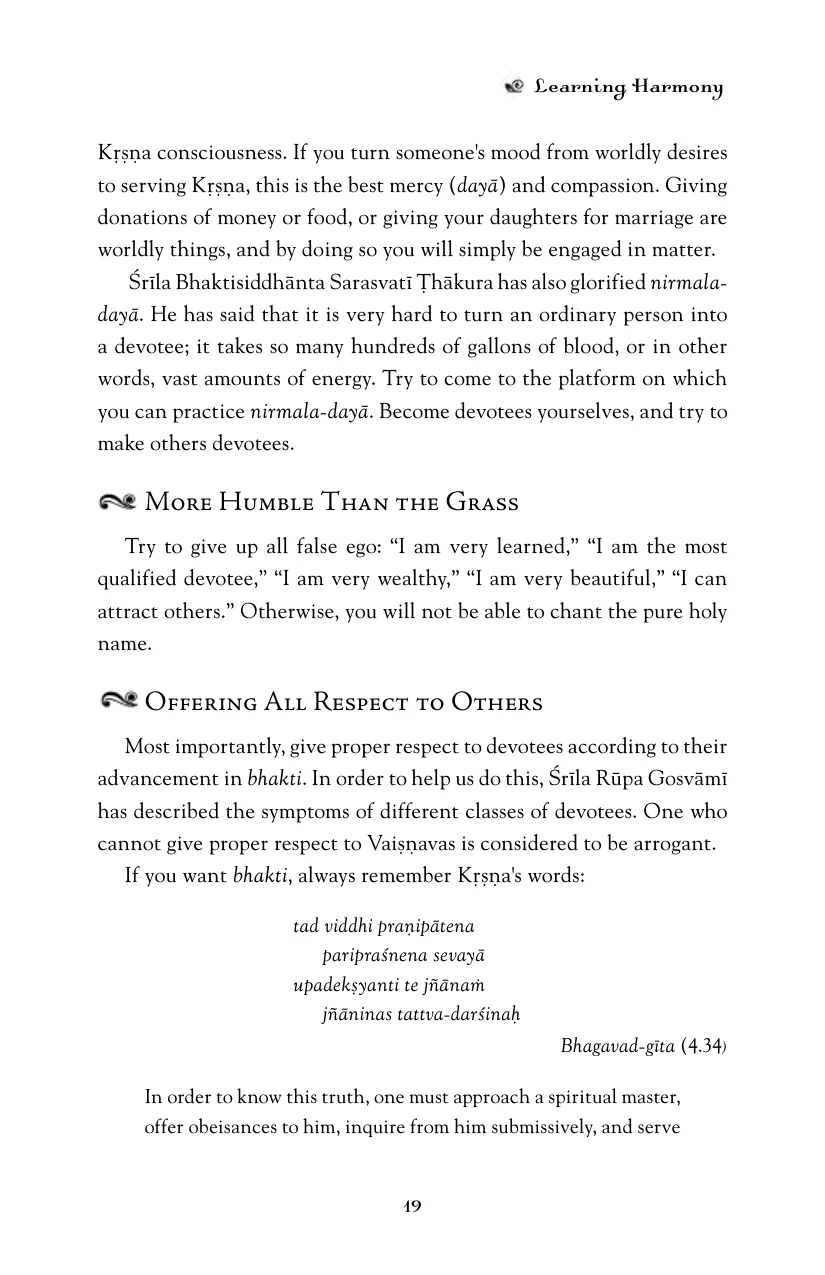 Learning Harmony
Kṛṣṇa consciousness. If you turn someone's mood from worldly desires
to serving Kṛṣṇa, this is the best mercy (dayā) and compassion. Giving
donations of money or food, or giving your daughters for marriage are
worldly things, and by doing so you will simply be engaged in matter.
Śrīla Bhaktisiddhānta Sarasvatī Ṭhākura has also glorified nirmala-
dayā. He has said that it is very hard to turn an ordinary person into
a devotee; it takes so many hundreds of gallons of blood, or in other
words, vast amounts of energy. Try to come to the platform on which
you can practice nirmala-dayā. Become devotees yourselves, and try to
make others devotees.
More Humble Than the Grass
Try to give up all false ego: “I am very learned,” “I am the most
qualified devotee,” “I am very wealthy,” “I am very beautiful,” “I can
attract others.” Otherwise, you will not be able to chant the pure holy
name.
Offering All Respect to Others
Most importantly, give proper respect to devotees according to their
advancement in bhakti. In order to help us do this, Śrīla Rūpa Gosvāmī
has described the symptoms of different classes of devotees. One who
cannot give proper respect to Vaiṣṇavas is considered to be arrogant.
If you want bhakti, always remember Kṛṣṇa's words:
tad viddhi praṇipātena
paripraśnena sevayā
upadekṣyanti te jñānaṁ
jñāninas tattva-darśinaḥ
Bhagavad-gīta (4.34)
In order to know this truth, one must approach a spiritual master,
offer obeisances to him, inquire from him submissively, and serve
19